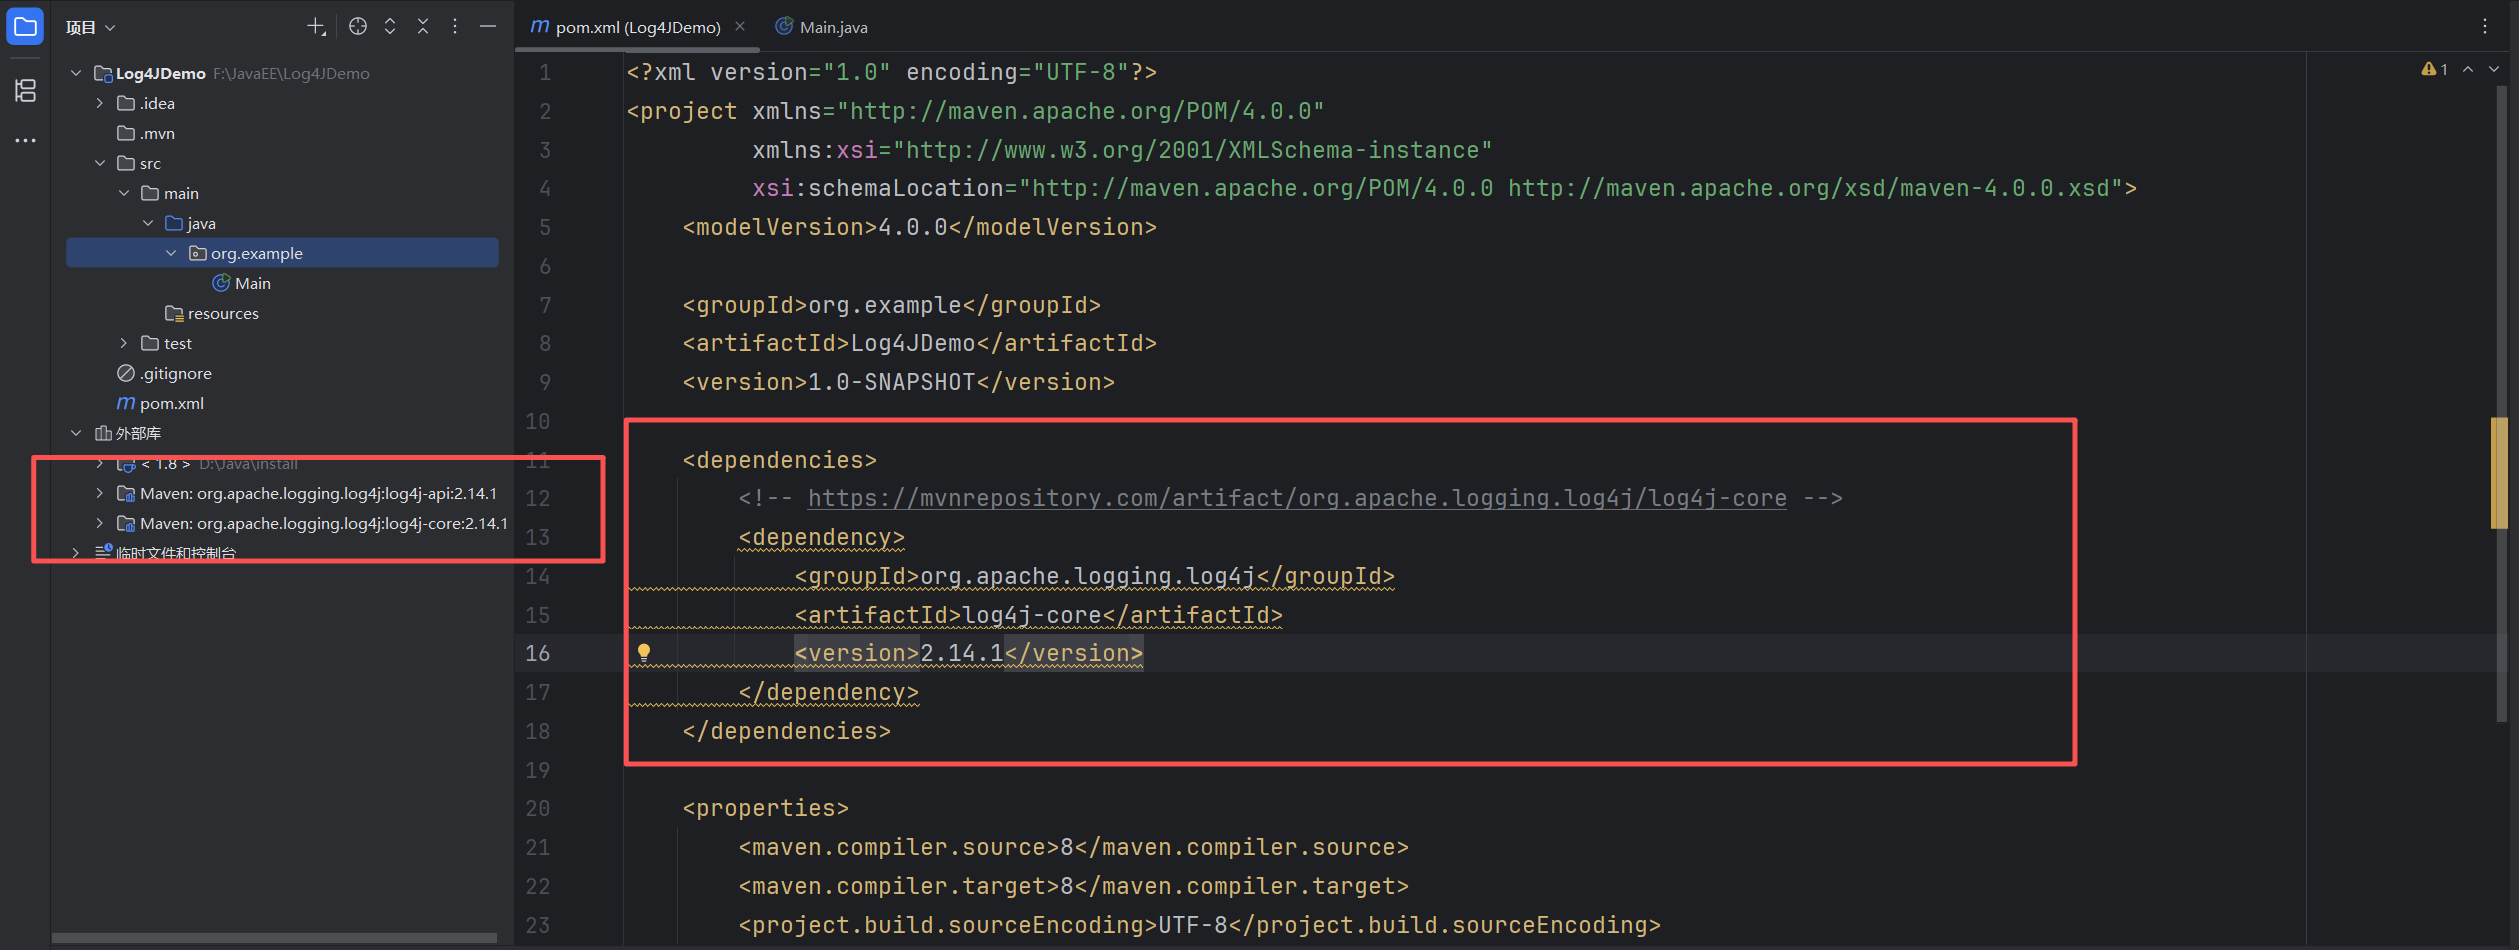 项目
Log4JDemo F:\JavaEE\Log4JDemo
.idea
.mvn
src
main
java
org.example
Main
resources
test
.gitignore
pom.xml
外部库
< 1.8 > D:\Java\install
Maven: org.apache.logging.log4j:log4j-api:2.14.1
Maven: org.apache.logging.log4j:log4j-core:2.14.1
临时文件和控制台
pom.xml (Log4JDemo)
Main.java
1
1 <?xml version="1.0" encoding="UTF-8"?>
2 <project xmlns="http://maven.apache.org/POM/4.0.0"
3 xmlns:xsi="http://www.w3.org/2001/XMLSchema-instance"
4 xsi:schemaLocation="http://maven.apache.org/POM/4.0.0 http://maven.apache.org/xsd/maven-4.0.0.xsd">
5 <modelVersion>4.0.0</modelVersion>
6
7 <groupId>org.example</groupId>
8 <artifactId>Log4JDemo</artifactId>
9 <version>1.0-SNAPSHOT</version>
10
11 <dependencies>
12 <!-- https://mvnrepository.com/artifact/org.apache.logging.log4j/log4j-core -->
13 <dependency>
14 <groupId>org.apache.logging.log4j</groupId>
15 <artifactId>log4j-core</artifactId>
16 <version>2.14.1</version>
17 </dependency>
18 </dependencies>
19
20 <properties>
21 <maven.compiler.source>8</maven.compiler.source>
22 <maven.compiler.target>8</maven.compiler.target>
23 <project.build.sourceEncoding>UTF-8</project.build.sourceEncoding>